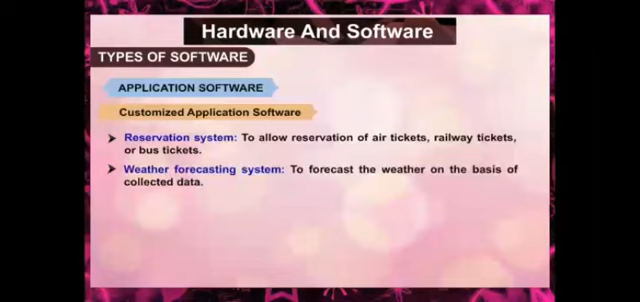 Hardware And Software
TYPES OF SOFTWARE
APPLICATION SOFTWARE
Customized Application Software
➤ Reservation system: To allow reservation of air tickets, railway tickets,
or bus tickets.
➤ Weather forecasting system: To forecast the weather on the basis of
collected data.